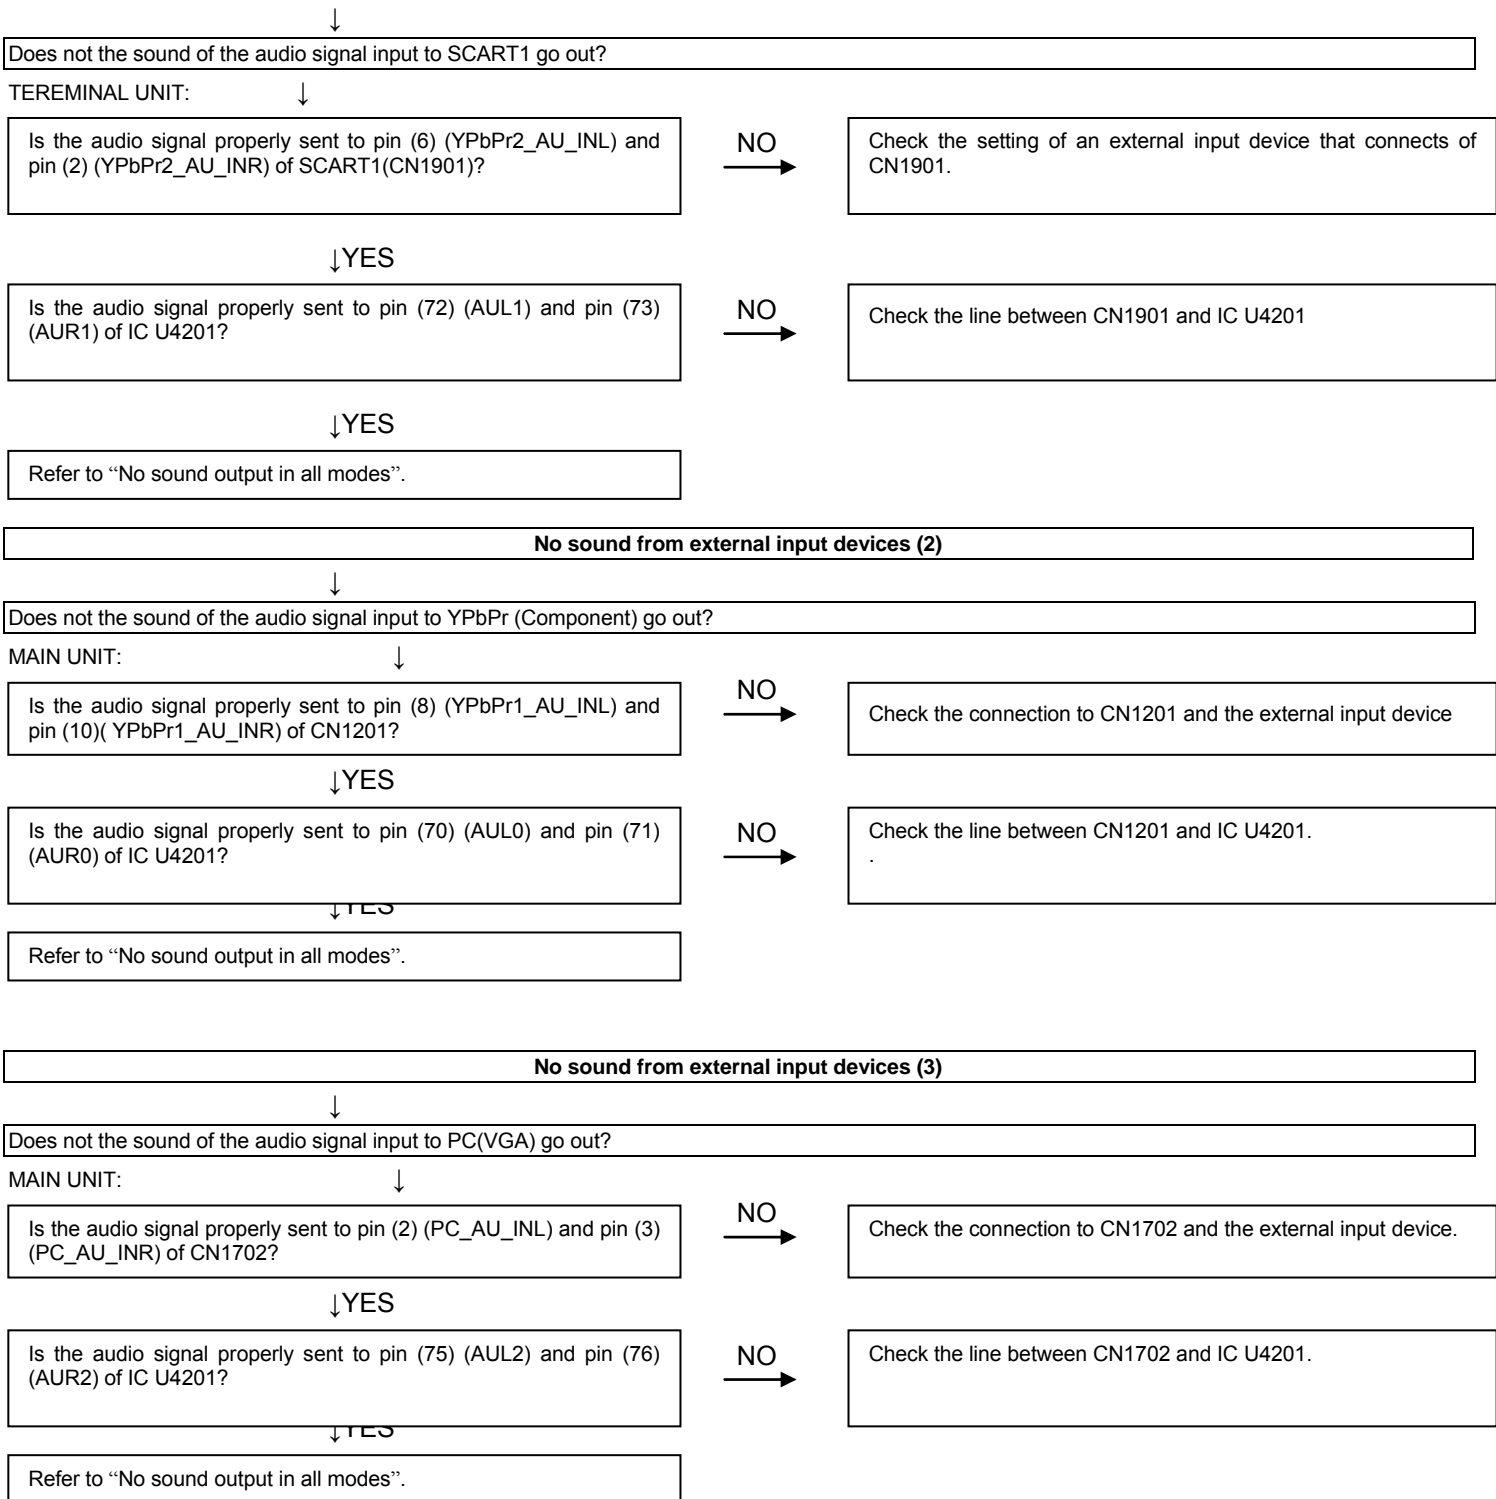 ↓
Does not the sound of the audio signal input to SCART1 go out?
TEREMINAL UNIT: ↓
Is the audio signal properly sent to pin (6) (YPbPr2_AU_INL) and
pin (2) (YPbPr2_AU_INR) of SCART1(CN1901)?
NO
Check the setting of an external input device that connects of
CN1901.
↓YES
Is the audio signal properly sent to pin (72) (AUL1) and pin (73)
(AUR1) of IC U4201?
NO
Check the line between CN1901 and IC U4201
↓YES
Refer to “No sound output in all modes”.
No sound from external input devices (2)
↓
Does not the sound of the audio signal input to YPbPr (Component) go out?
MAIN UNIT: ↓
Is the audio signal properly sent to pin (8) (YPbPr1_AU_INL) and
pin (10)( YPbPr1_AU_INR) of CN1201?
NO
Check the connection to CN1201 and the external input device
↓YES
Is the audio signal properly sent to pin (70) (AUL0) and pin (71)
(AUR0) of IC U4201?
NO
Check the line between CN1201 and IC U4201.
.
↓YES
Refer to “No sound output in all modes”.
No sound from external input devices (3)
↓
Does not the sound of the audio signal input to PC(VGA) go out?
MAIN UNIT: ↓
Is the audio signal properly sent to pin (2) (PC_AU_INL) and pin (3)
(PC_AU_INR) of CN1702?
NO
Check the connection to CN1702 and the external input device.
↓YES
Is the audio signal properly sent to pin (75) (AUL2) and pin (76)
(AUR2) of IC U4201?
NO
Check the line between CN1702 and IC U4201.
↓YES
Refer to “No sound output in all modes”.